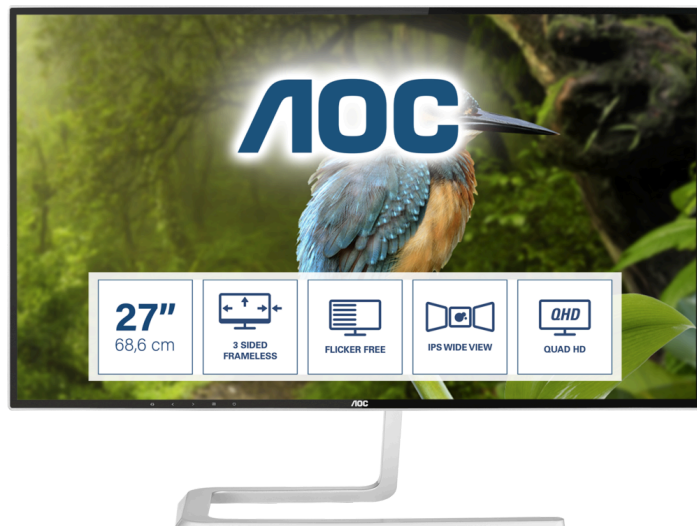 AOC
27"
68,6 cm
3 SIDED
FRAMELESS
FLICKER FREE
IPS WIDE VIEW
QHD
QUAD HD
AOC